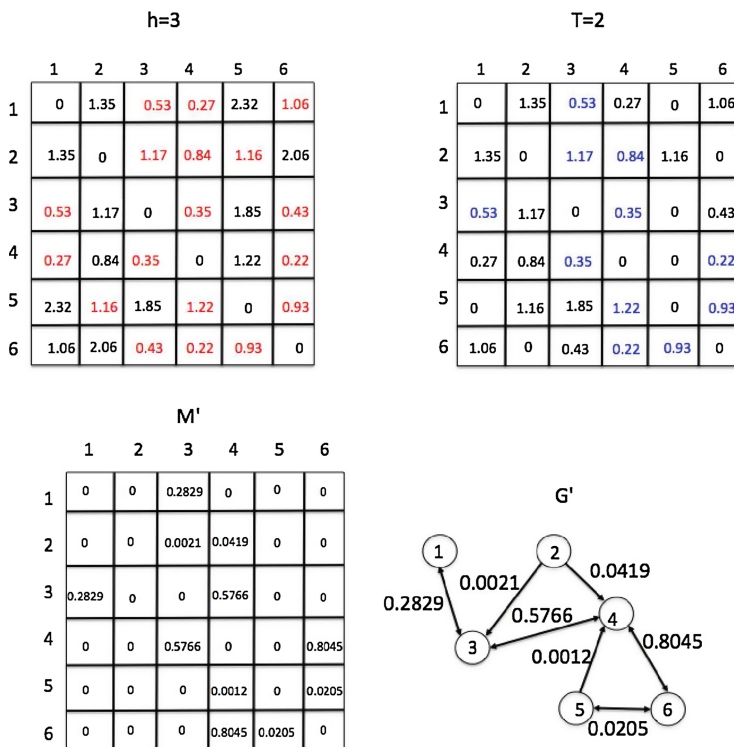 h=3
1 2 3 4 5 6
1 0 1.35 0.53 0.27 2.32 1.06
2 1.35 0 1.17 0.84 1.16 2.06
3 0.53 1.17 0 0.35 1.85 0.43
4 0.27 0.84 0.35 0 1.22 0.22
5 2.32 1.16 1.85 1.22 0 0.93
6 1.06 2.06 0.43 0.22 0.93 0
T=2
1 2 3 4 5 6
1 0 1.35 0.53 0.27 0 1.06
2 1.35 0 1.17 0.84 1.16 0
3 0.53 1.17 0 0.35 0 0.43
4 0.27 0.84 0.35 0 0 0.22
5 0 1.16 1.85 1.22 0 0.93
6 1.06 0 0.43 0.22 0.93 0
M'
1 2 3 4 5 6
1 0 0 0.2829 0 0 0
2 0 0 0.0021 0.0419 0 0
3 0.2829 0 0 0.5766 0 0
4 0 0 0.5766 0 0 0.8045
5 0 0 0 0.0012 0 0.0205
6 0 0 0 0.8045 0.0205 0
G'
1 2
0.0021 0.0419
0.2829 0.5766 4
3 0.0012 0.8045
5 6
0.0205